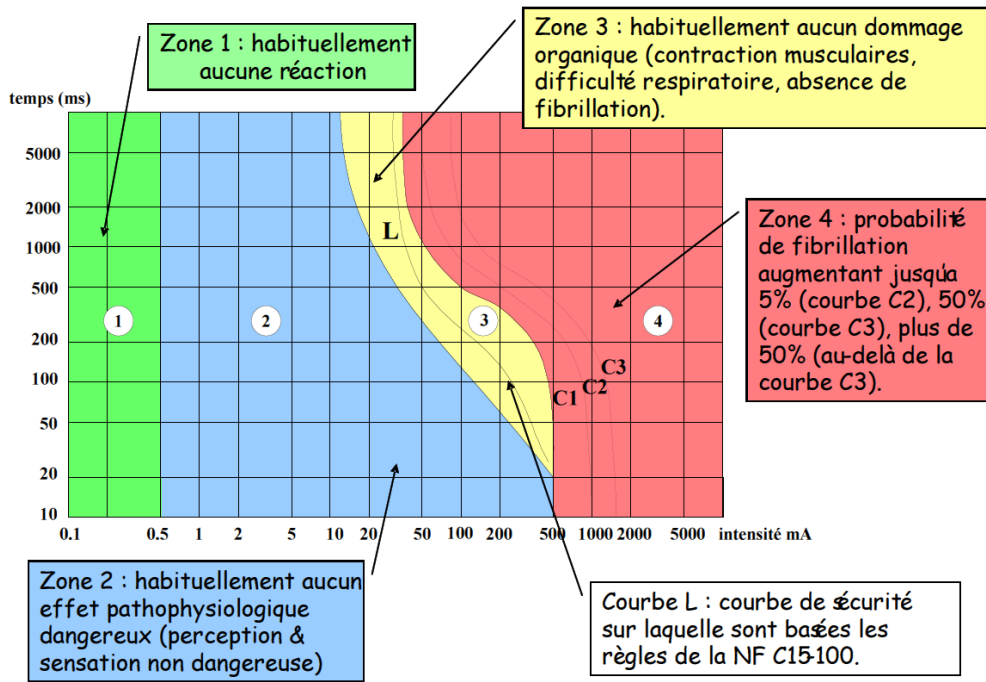 Zone 1 : habituellement
aucune réaction
Zone 3 : habituellement aucun dommage
organique (contraction musculaires,
difficulté respiratoire, absence de
fibrillation).
temps (ms)
5000
2000
1000
500
200
100
50
20
10
0.1
0.5
1
2
5
10
20
50
100
200
500
1000
2000
5000
intensité mA
L
1
2
3
4
C1
C2
C3
Zone 4 : probabilité
de fibrillation
augmentant jusqu'a
5% (courbe C2), 50%
(courbe C3), plus de
50% (au-delà de la
courbe C3).
Zone 2 : habituellement aucun
effet pathophysiologique
dangereux (perception &
sensation non dangereuse)
Courbe L : courbe de sécurité
sur laquelle sont basées les
règles de la NF C15-100.